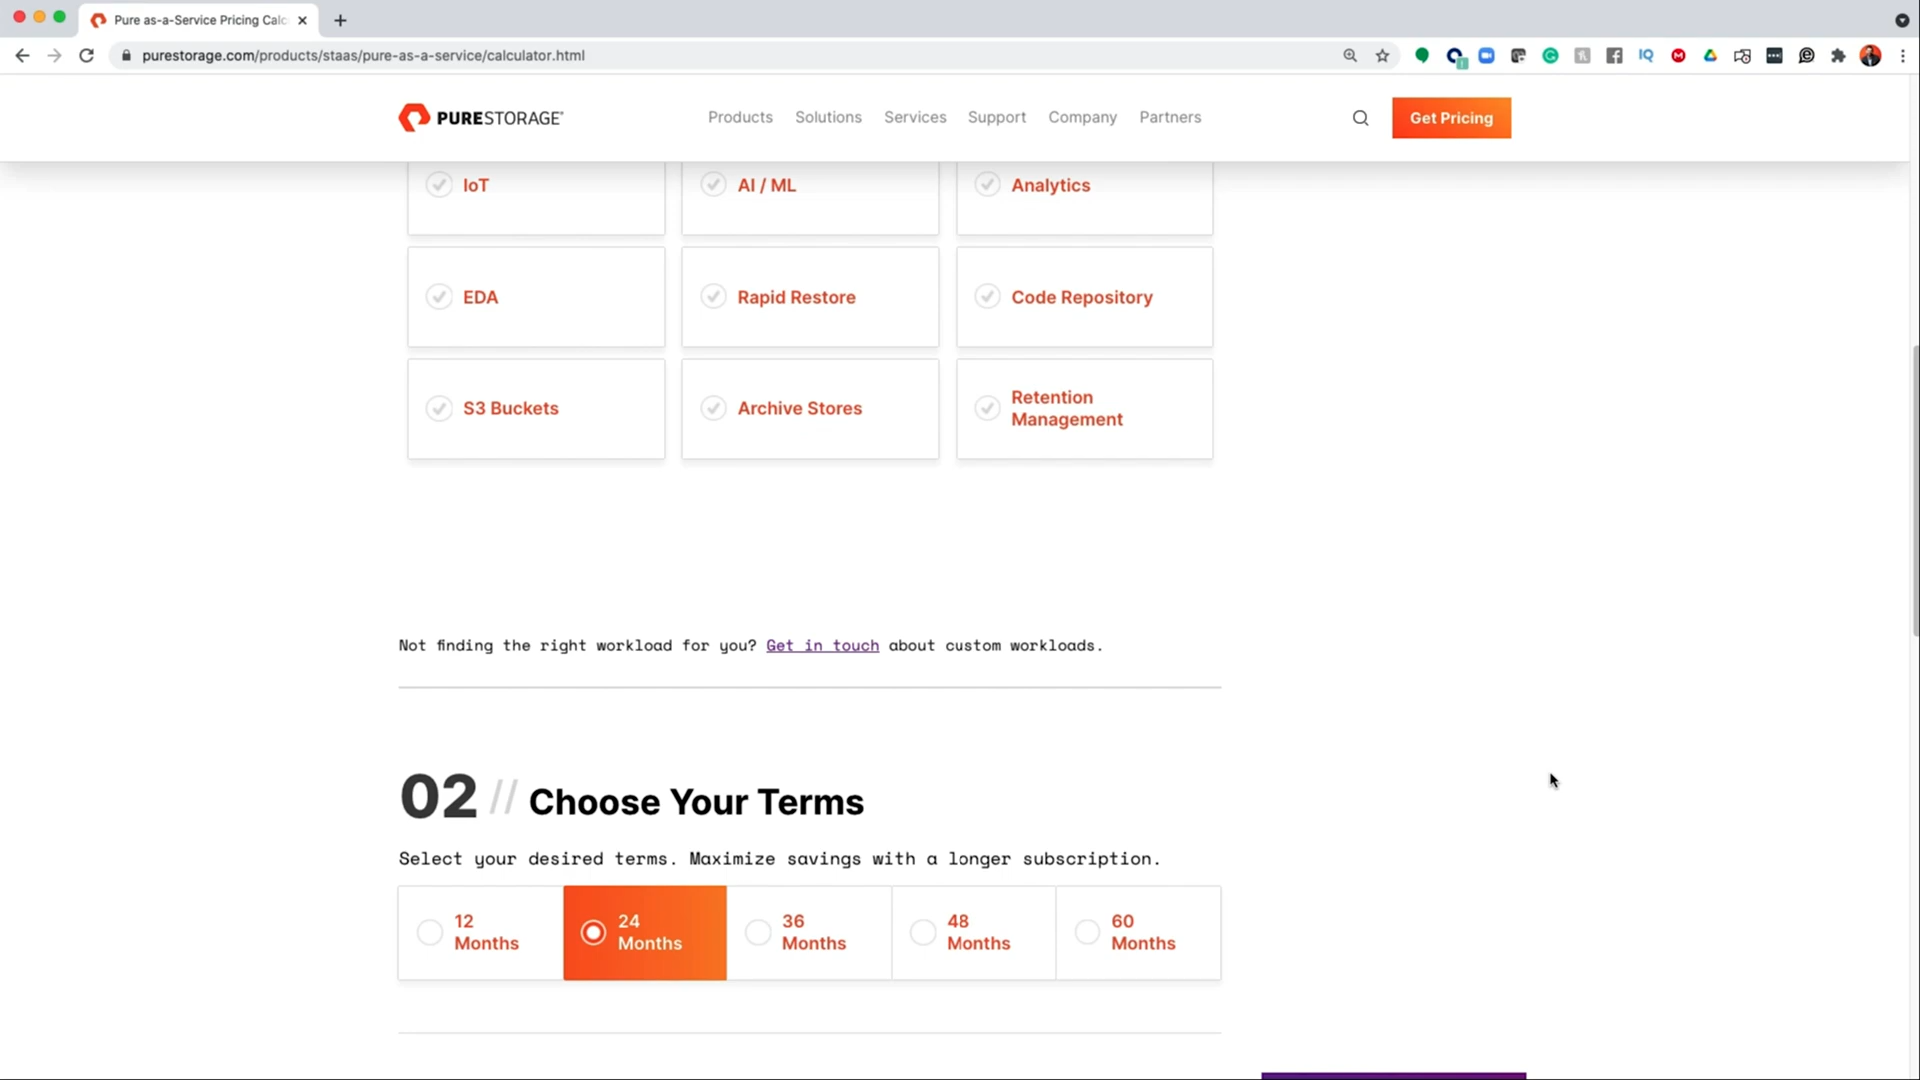 Pure as-a-Service Pricing Calc
purestorage.com/products/staas/pure-as-a-service/calculator.html
PURESTORAGE
Products Solutions Services Support Company Partners
Get Pricing
IoT
AI / ML
Analytics
EDA
Rapid Restore
Code Repository
S3 Buckets
Archive Stores
Retention
Management
Not finding the right workload for you? Get in touch about custom workloads.
02 // Choose Your Terms
Select your desired terms. Maximize savings with a longer subscription.
12
Months
24
Months
36
Months
48
Months
60
Months